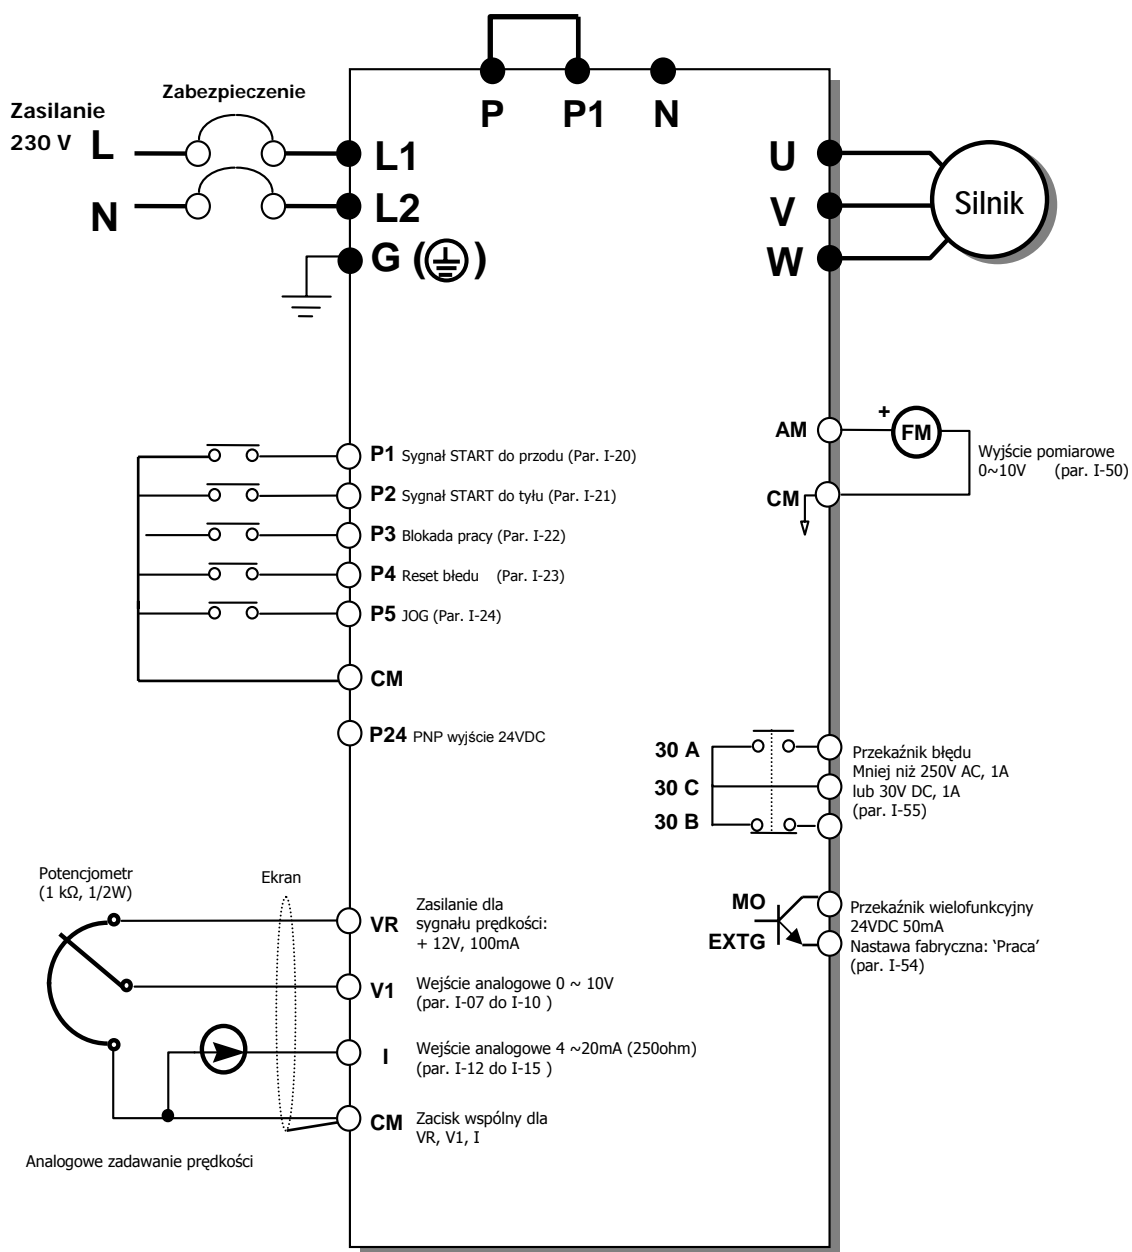 P P1 N
Zasilanie
230 V
Zabezpieczenie
L
L1
N
L2
G ( )
U
V
W
Silnik
P1 Sygnał START do przodu (Par. I-20)
P2 Sygnał START do tyłu (Par. I-21)
P3 Blokada pracy (Par. I-22)
P4 Reset błedu (Par. I-23)
P5 JOG (Par. I-24)
CM
P24 PNP wyjście 24VDC
AM
+
FM
CM
Wyjście pomiarowe
0~10V (par. I-50)
30 A
30 C
30 B
Przekaźnik błędu
Mniej niż 250V AC, 1A
lub 30V DC, 1A
(par. I-55)
MO
EXTG
Przekaźnik wielofunkcyjny
24VDC 50mA
Nastawa fabryczna: ‘Praca’
(par. I-54)
Potencjometr
(1 kΩ, 1/2W)
Ekran
VR
Zasilanie dla
sygnału prędkości:
+ 12V, 100mA
V1
Wejście analogowe 0 ~ 10V
(par. I-07 do I-10 )
I
Wejście analogowe 4 ~20mA (250ohm)
(par. I-12 do I-15 )
CM
Zacisk wspólny dla
VR, V1, I
Analogowe zadawanie prędkości